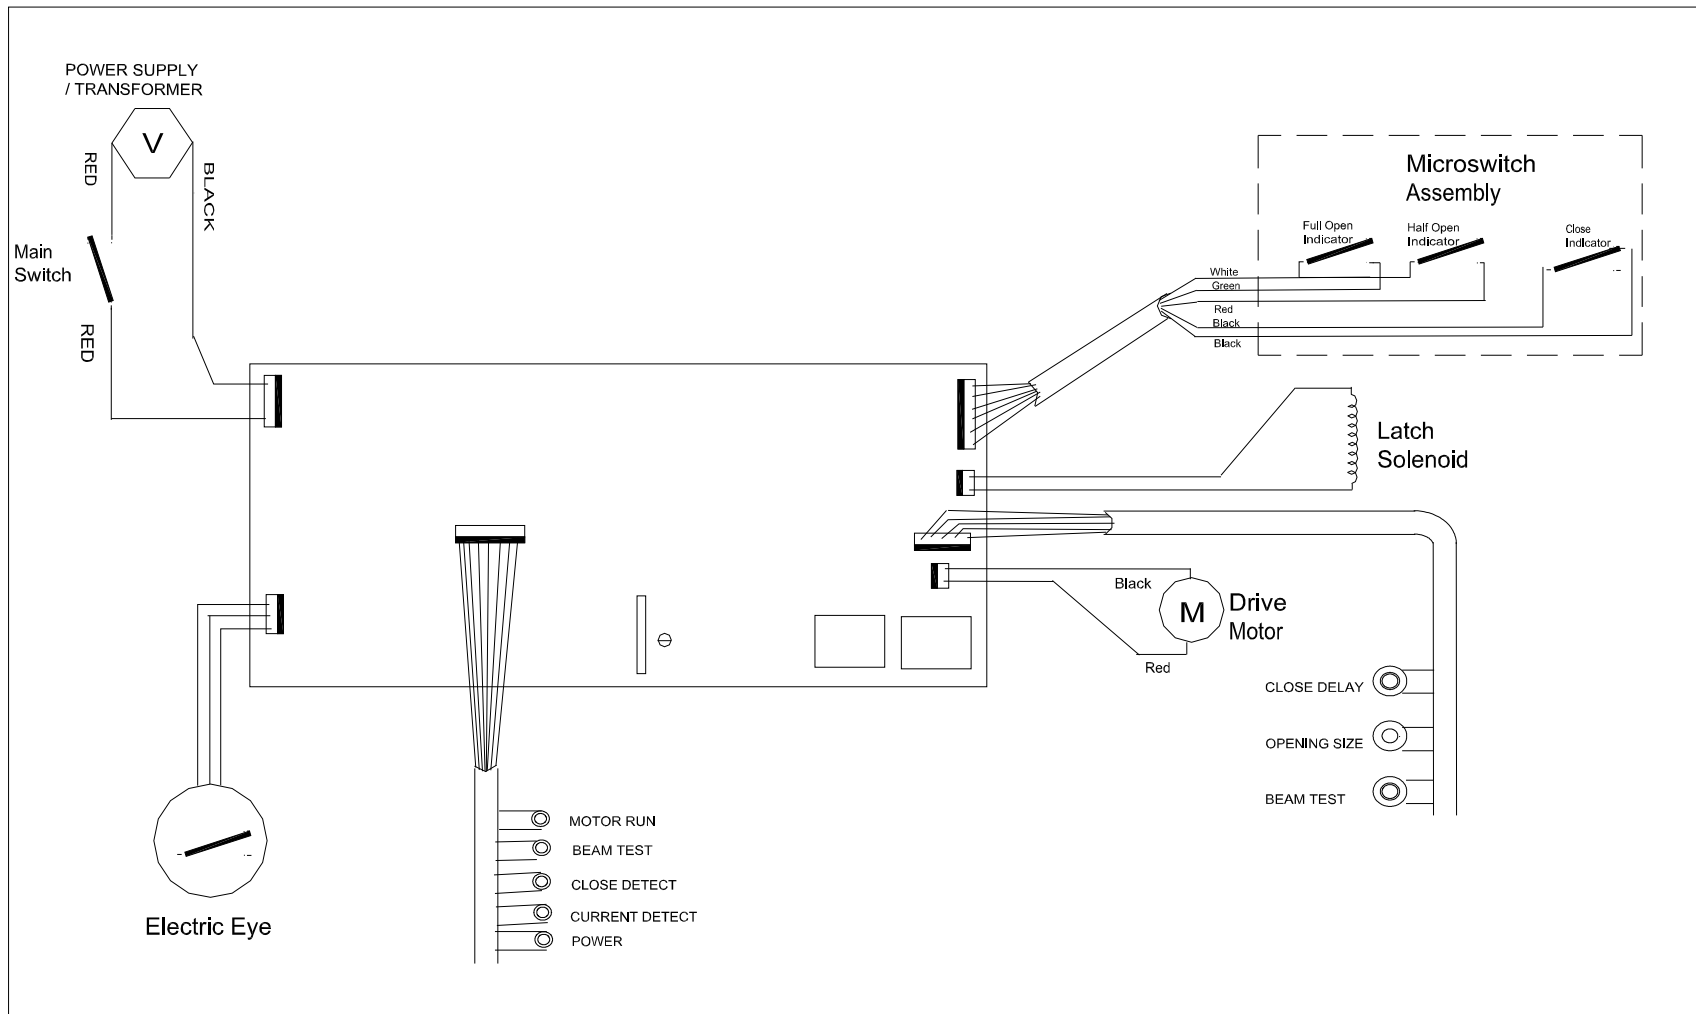 POWER SUPPLY
/ TRANSFORMER
V
RED
BLACK
Main
Switch
RED
Microswitch
Assembly
Full Open
Indicator
Half Open
Indicator
Close
Indicator
White
Green
Red
Black
Black
Latch
Solenoid
Black
M
Drive
Motor
Red
CLOSE DELAY
OPENING SIZE
BEAM TEST
Electric Eye
MOTOR RUN
BEAM TEST
CLOSE DETECT
CURRENT DETECT
POWER